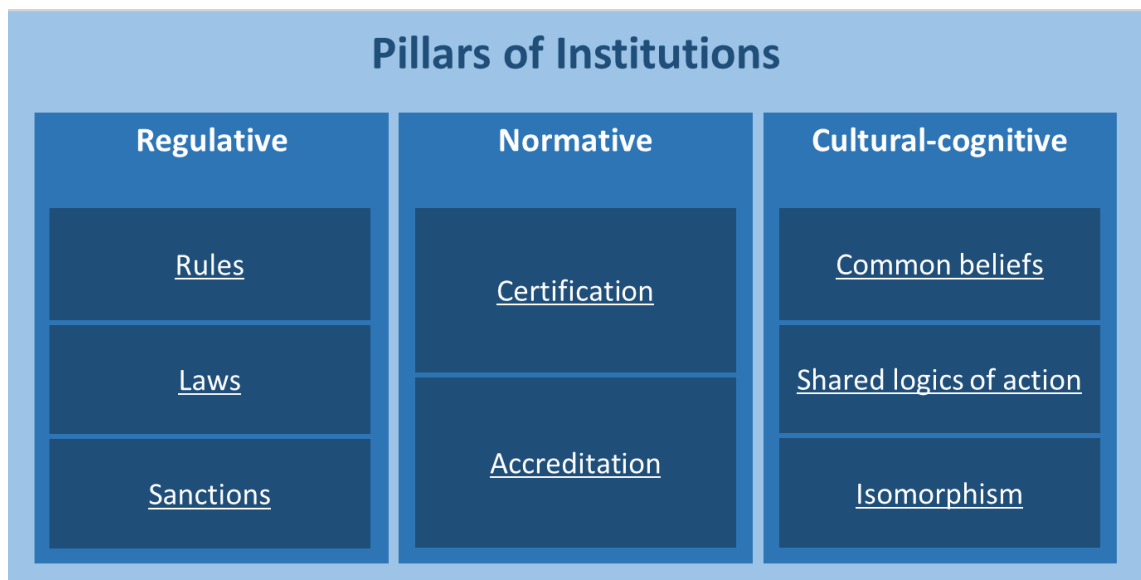 Pillars of Institutions
Regulative
Rules
Laws
Sanctions
Normative
Certification
Accreditation
Cultural-cognitive
Common beliefs
Shared logics of action
Isomorphism